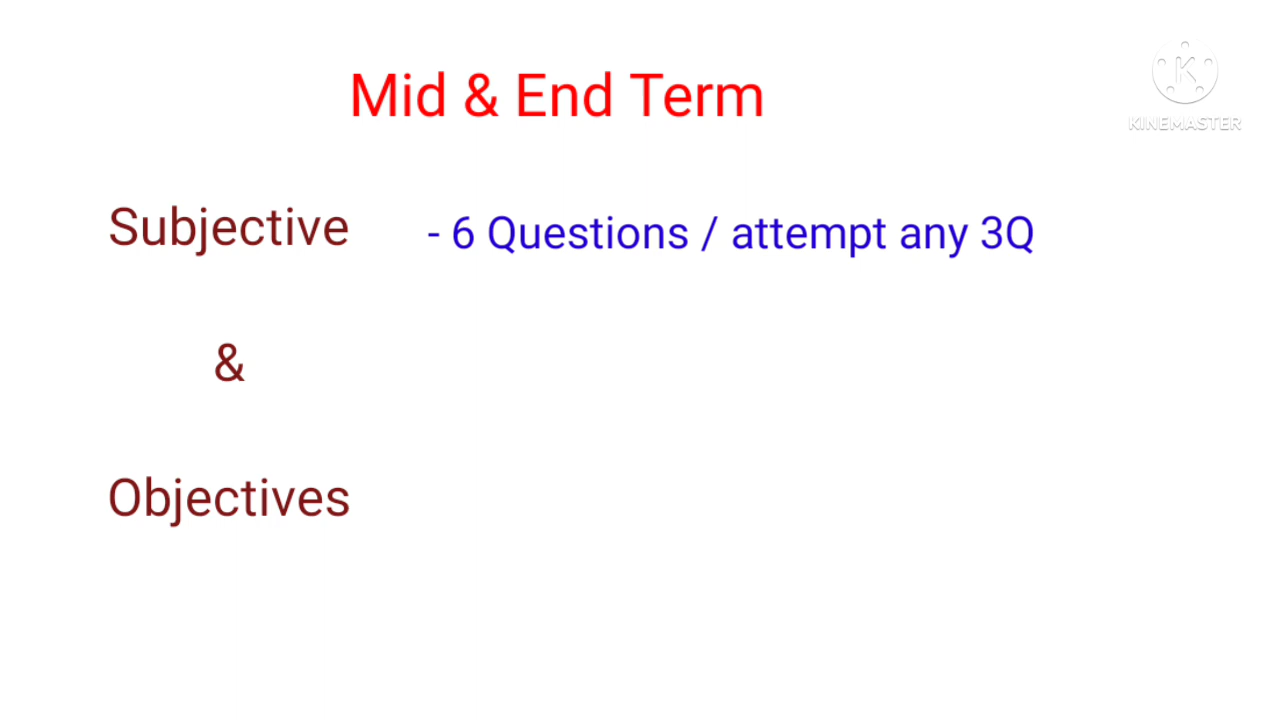 Mid & End Term
KINEMASTER
Subjective - 6 Questions / attempt any 3Q
&
Objectives